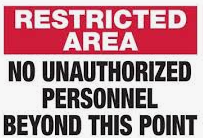 RESTRICTED
AREA
NO UNAUTHORIZED
PERSONNEL
BEYOND THIS POINT